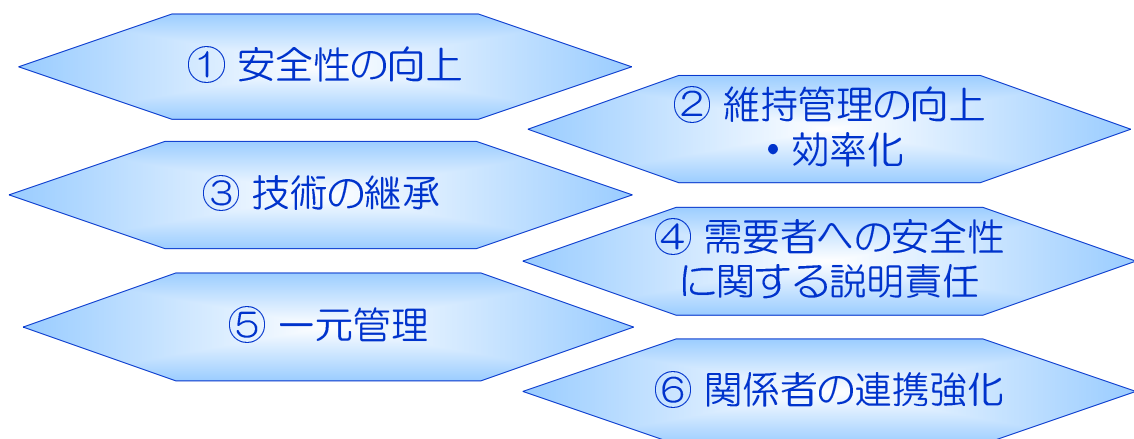 ① 安全性の向上
② 維持管理の向上
・効率化
③ 技術の継承
④ 需要者への安全性
に関する説明責任
⑤ 一元管理
⑥ 関係者の連携強化